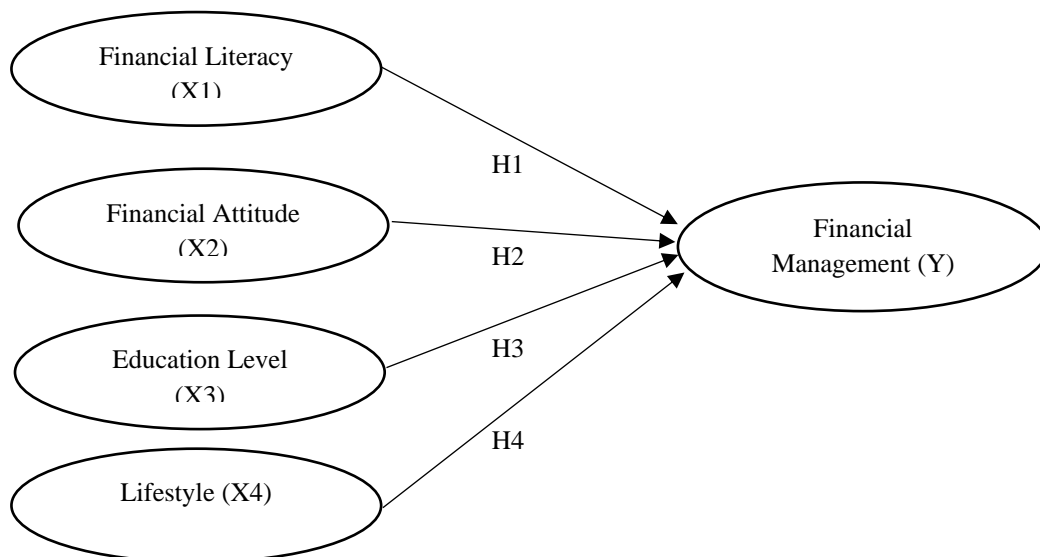 Financial Literacy
(X1)
H1
Financial Attitude
(X2)
H2
Financial
Management (Y)
Education Level
(X3)
H3
H4
Lifestyle (X4)